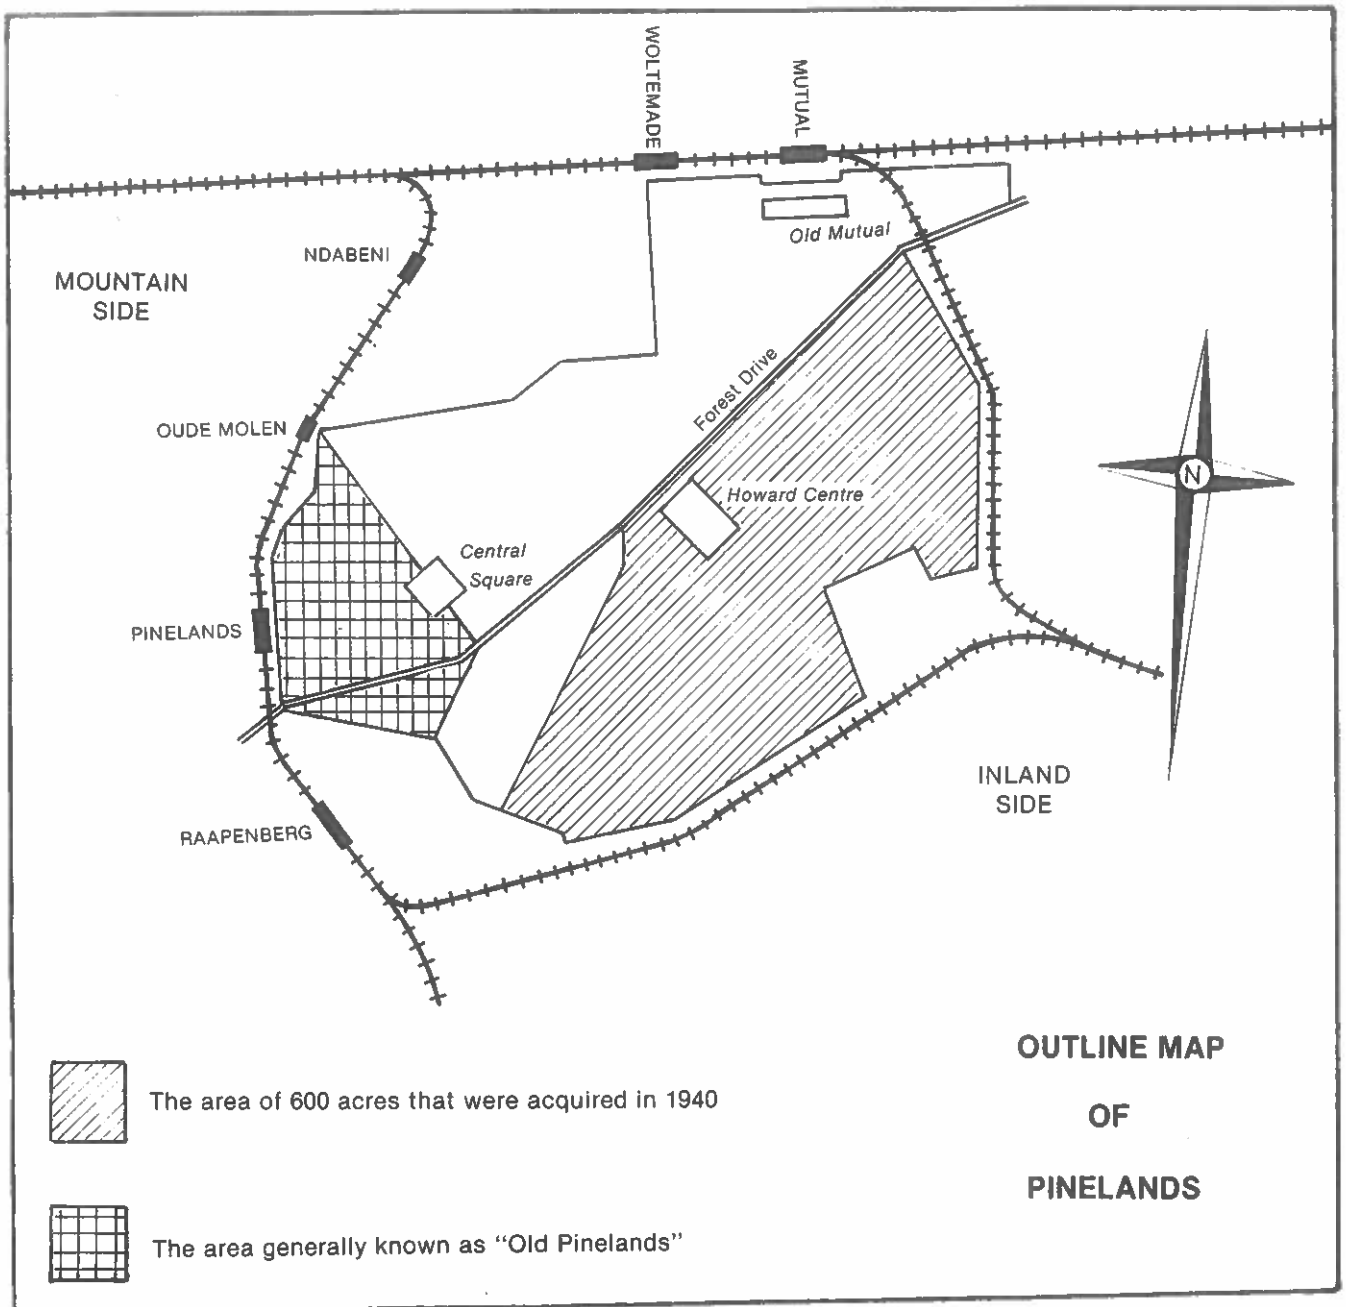 WOLTEMADE
MUTUAL
Old Mutual
NDABENI
MOUNTAIN
SIDE
Forest Drive
OUDE MOLEN
N
Howard Centre
Central
Square
PINELANDS
INLAND
SIDE
RAAPENBERG
OUTLINE MAP
OF
PINELANDS
The area of 600 acres that were acquired in 1940
The area generally known as “Old Pinelands”